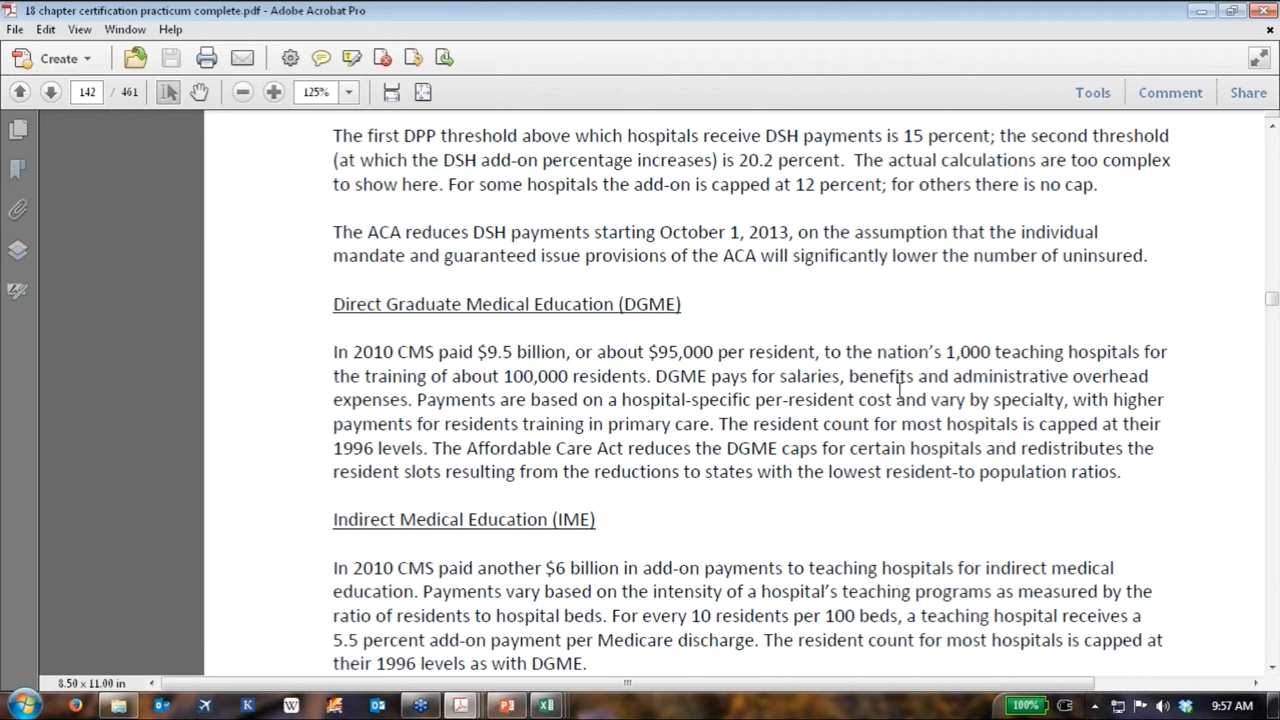 18 chapter certification practicum complete.pdf - Adobe Acrobat Pro
File Edit View Window Help
Create
142 / 461 125% Tools Comment Share
The first DPP threshold above which hospitals receive DSH payments is 15 percent; the second threshold
(at which the DSH add-on percentage increases) is 20.2 percent.  The actual calculations are too complex
to show here. For some hospitals the add-on is capped at 12 percent; for others there is no cap.
The ACA reduces DSH payments starting October 1, 2013, on the assumption that the individual
mandate and guaranteed issue provisions of the ACA will significantly lower the number of uninsured.
Direct Graduate Medical Education (DGME)
In 2010 CMS paid $9.5 billion, or about $95,000 per resident, to the nation's 1,000 teaching hospitals for
the training of about 100,000 residents. DGME pays for salaries, benefits and administrative overhead
expenses. Payments are based on a hospital-specific per-resident cost and vary by specialty, with higher
payments for residents training in primary care. The resident count for most hospitals is capped at their
1996 levels. The Affordable Care Act reduces the DGME caps for certain hospitals and redistributes the
resident slots resulting from the reductions to states with the lowest resident-to population ratios.
Indirect Medical Education (IME)
In 2010 CMS paid another $6 billion in add-on payments to teaching hospitals for indirect medical
education. Payments vary based on the intensity of a hospital's teaching programs as measured by the
ratio of residents to hospital beds. For every 10 residents per 100 beds, a teaching hospital receives a
5.5 percent add-on payment per Medicare discharge. The resident count for most hospitals is capped at
their 1996 levels as with DGME.
8.50 x 11.00 in
100% 9:57 AM